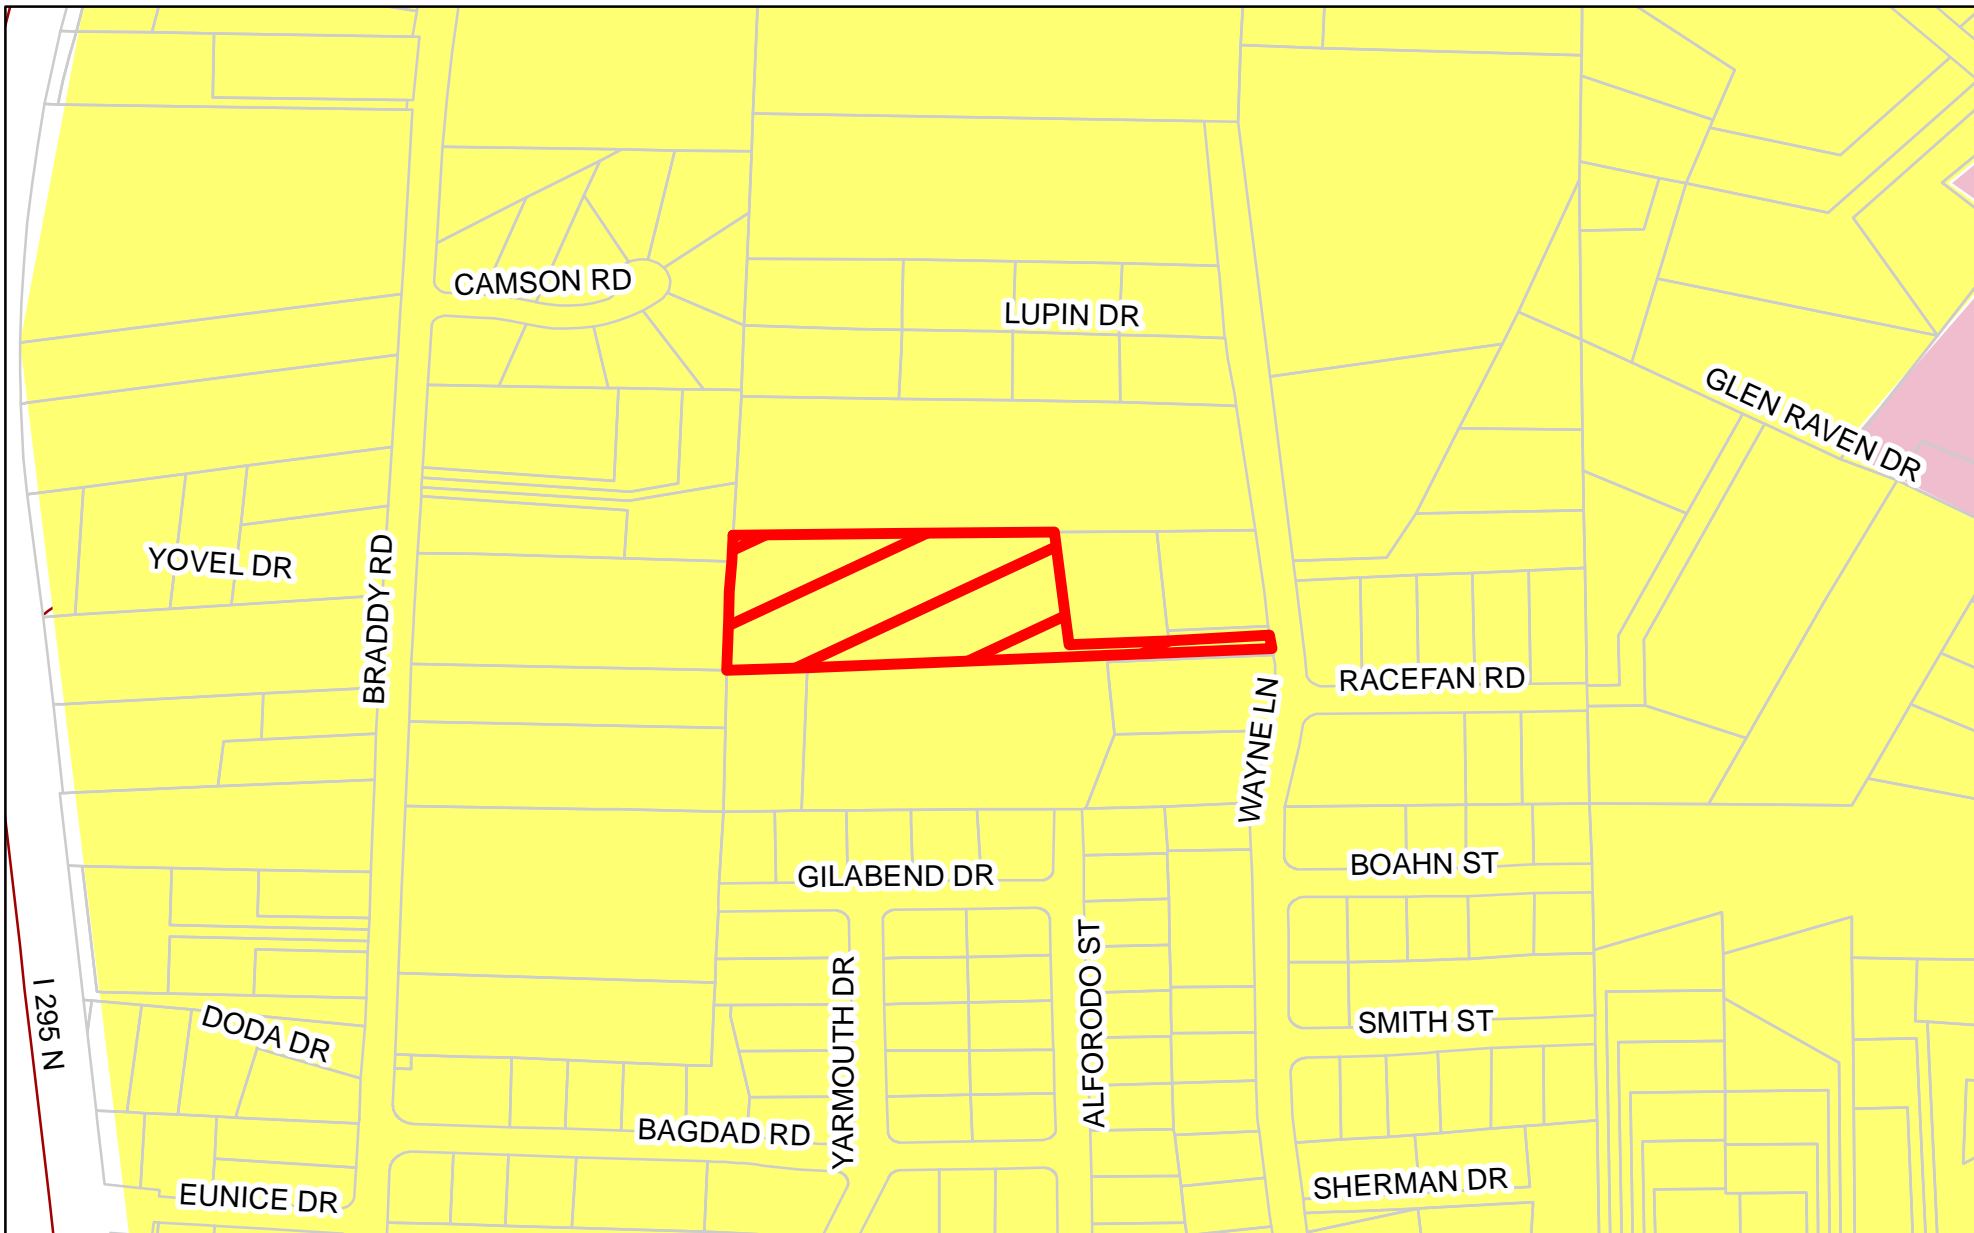 CAMSON RD
LUPIN DR
GLEN RAVEN DR
YOVEL DR
BRADDY RD
RACEFAN RD
WAYNE LN
BOAHN ST
GILABEND DR
ALFORODO ST
YARMOUTH DR
I 295 N
DODA DR
SMITH ST
BAGDAD RD
SHERMAN DR
EUNICE DR